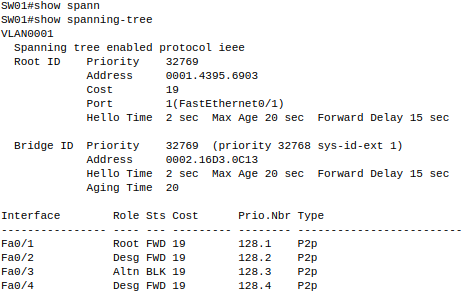 SW01#show spann
SW01#show spanning-tree
VLAN0001
  Spanning tree enabled protocol ieee
  Root ID    Priority    32769
             Address     0001.4395.6903
             Cost        19
             Port        1(FastEthernet0/1)
             Hello Time  2 sec  Max Age 20 sec  Forward Delay 15 sec

  Bridge ID  Priority    32769  (priority 32768 sys-id-ext 1)
             Address     0002.16D3.0C13
             Hello Time  2 sec  Max Age 20 sec  Forward Delay 15 sec
             Aging Time  20

Interface        Role Sts Cost      Prio.Nbr Type
---------------- ---- --- --------- -------- --------------------------
Fa0/1            Root FWD 19        128.1    P2p
Fa0/2            Desg FWD 19        128.2    P2p
Fa0/3            Altn BLK 19        128.3    P2p
Fa0/4            Desg FWD 19        128.4    P2p